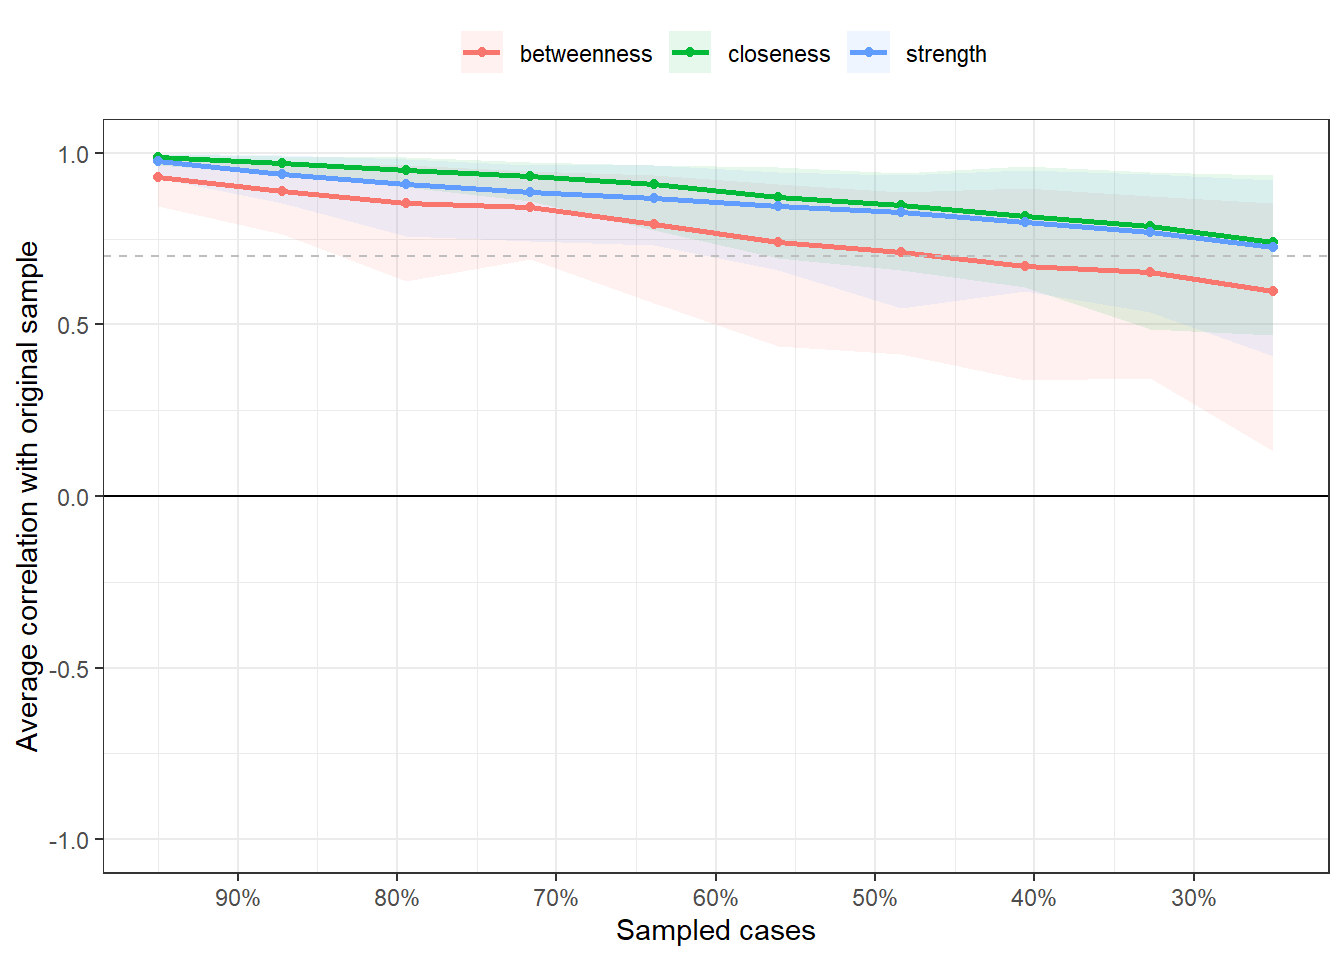 betweenness closeness strength
Average correlation with original sample
1.0
0.5
0.0
-0.5
-1.0
90% 80% 70% 60% 50% 40% 30%
Sampled cases